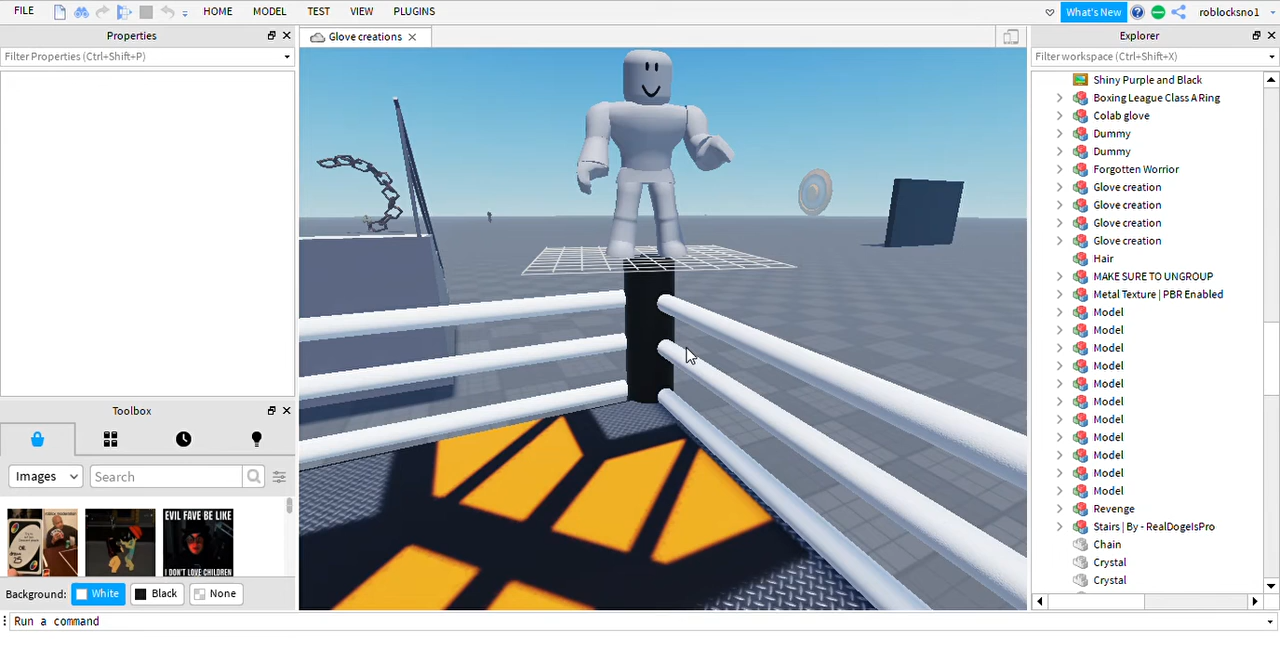 FILE HOME MODEL TEST VIEW PLUGINS What's New roblocksno1
Properties
Filter Properties (Ctrl+Shift+P)
Glove creations
Explorer
Filter workspace (Ctrl+Shift+X)
Shiny Purple and Black
Boxing League Class A Ring
Colab glove
Dummy
Dummy
Forgotten Worrior
Glove creation
Glove creation
Glove creation
Glove creation
Hair
MAKE SURE TO UNGROUP
Metal Texture | PBR Enabled
Model
Model
Model
Model
Model
Model
Model
Model
Model
Model
Model
Revenge
Stairs | By - RealDogeIsPro
Chain
Crystal
Crystal
Toolbox
Images Search
OR
EVIL FAVE BE LIKE
I DON'T LOVE CHILDREN
Background: White Black None
Run a command